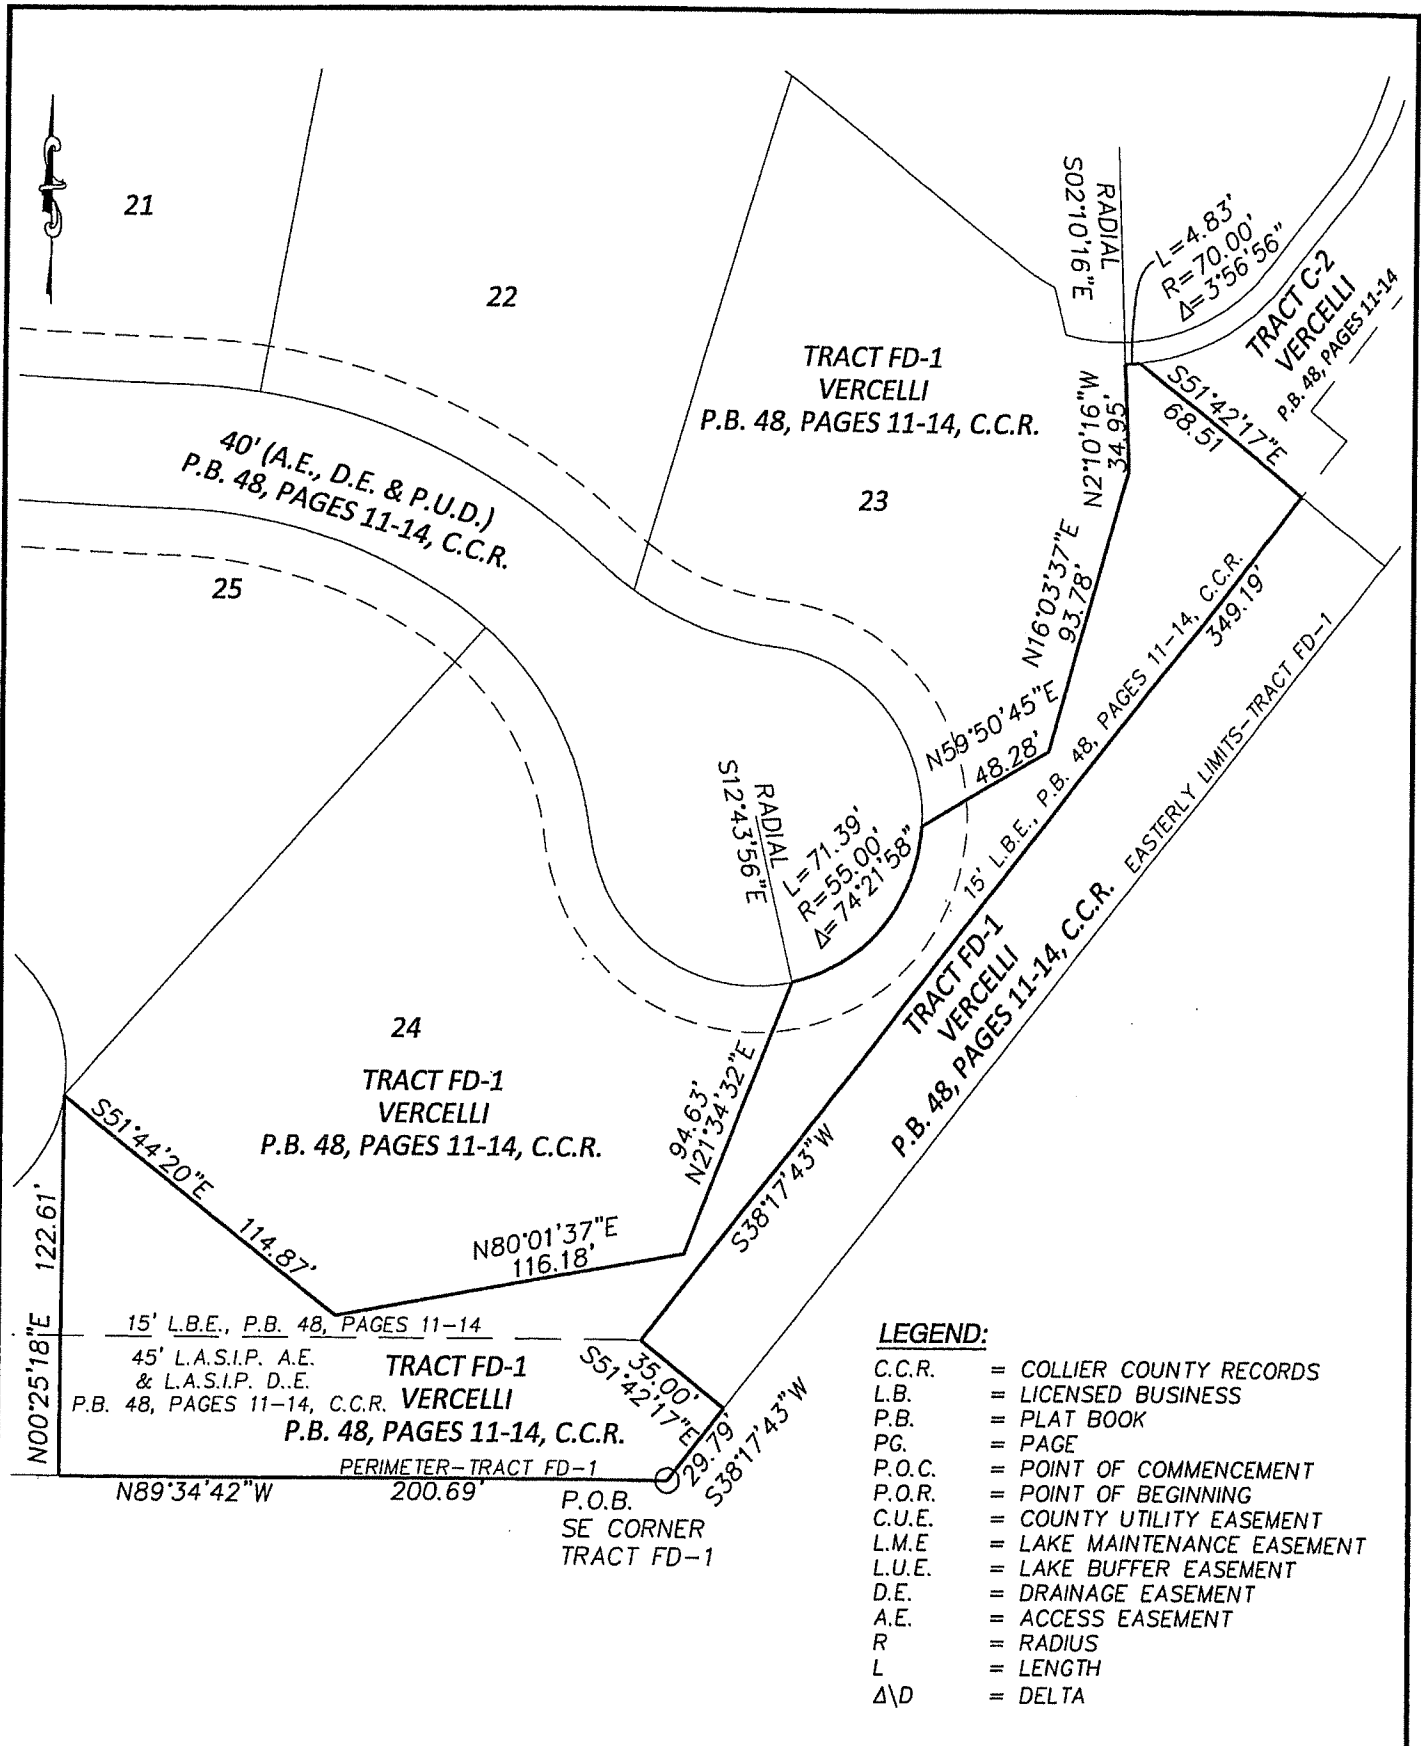 21
22
TRACT FD-1
VERCELLI
P.B. 48, PAGES 11-14, C.C.R.
23
RADIAL
S02°10'16"E
L=4.83'
R=70.00'
Δ=3°56'56"
TRACT C-2
VERCELLI
P.B. 48, PAGES 11-14
S51°42'17"E
68.51
N2°10'16"W
34.95'
40' (A.E., D.E. & P.U.D.)
P.B. 48, PAGES 11-14, C.C.R.
25
N16°03'37"E
93.78'
N59°50'45"E
48.28'
15' L.B.E., P.B. 48, PAGES 11-14, C.C.R.
349.19'
EASTERLY LIMITS-TRACT FD-1
RADIAL
S12°43'56"E
L=71.39'
R=55.00'
Δ=74°21'58"
TRACT FD-1
VERCELLI
P.B. 48, PAGES 11-14, C.C.R.
24
TRACT FD-1
VERCELLI
P.B. 48, PAGES 11-14, C.C.R.
94.63'
N21°34'32"E
S38°17'43"W
S51°44'20"E
114.87'
N80°01'37"E
116.18'
N00°25'18"E 122.61'
15' L.B.E., P.B. 48, PAGES 11-14
45' L.A.S.I.P. A.E.
& L.A.S.I.P. D..E.
P.B. 48, PAGES 11-14, C.C.R.
TRACT FD-1
VERCELLI
P.B. 48, PAGES 11-14, C.C.R.
35.00'
S51°42'17"E
29.79'
S38°17'43"W
PERIMETER-TRACT FD-1
N89°34'42"W 200.69'
P.O.B.
SE CORNER
TRACT FD-1
LEGEND:
C.C.R. = COLLIER COUNTY RECORDS
L.B. = LICENSED BUSINESS
P.B. = PLAT BOOK
PG. = PAGE
P.O.C. = POINT OF COMMENCEMENT
P.O.R. = POINT OF BEGINNING
C.U.E. = COUNTY UTILITY EASEMENT
L.M.E = LAKE MAINTENANCE EASEMENT
L.U.E. = LAKE BUFFER EASEMENT
D.E. = DRAINAGE EASEMENT
A.E. = ACCESS EASEMENT
R = RADIUS
L = LENGTH
Δ\D = DELTA